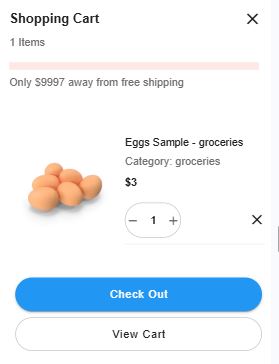 Shopping Cart
1 Items
Only $9997 away from free shipping
Eggs Sample - groceries
Category: groceries
$3
− 1 +
Check Out
View Cart